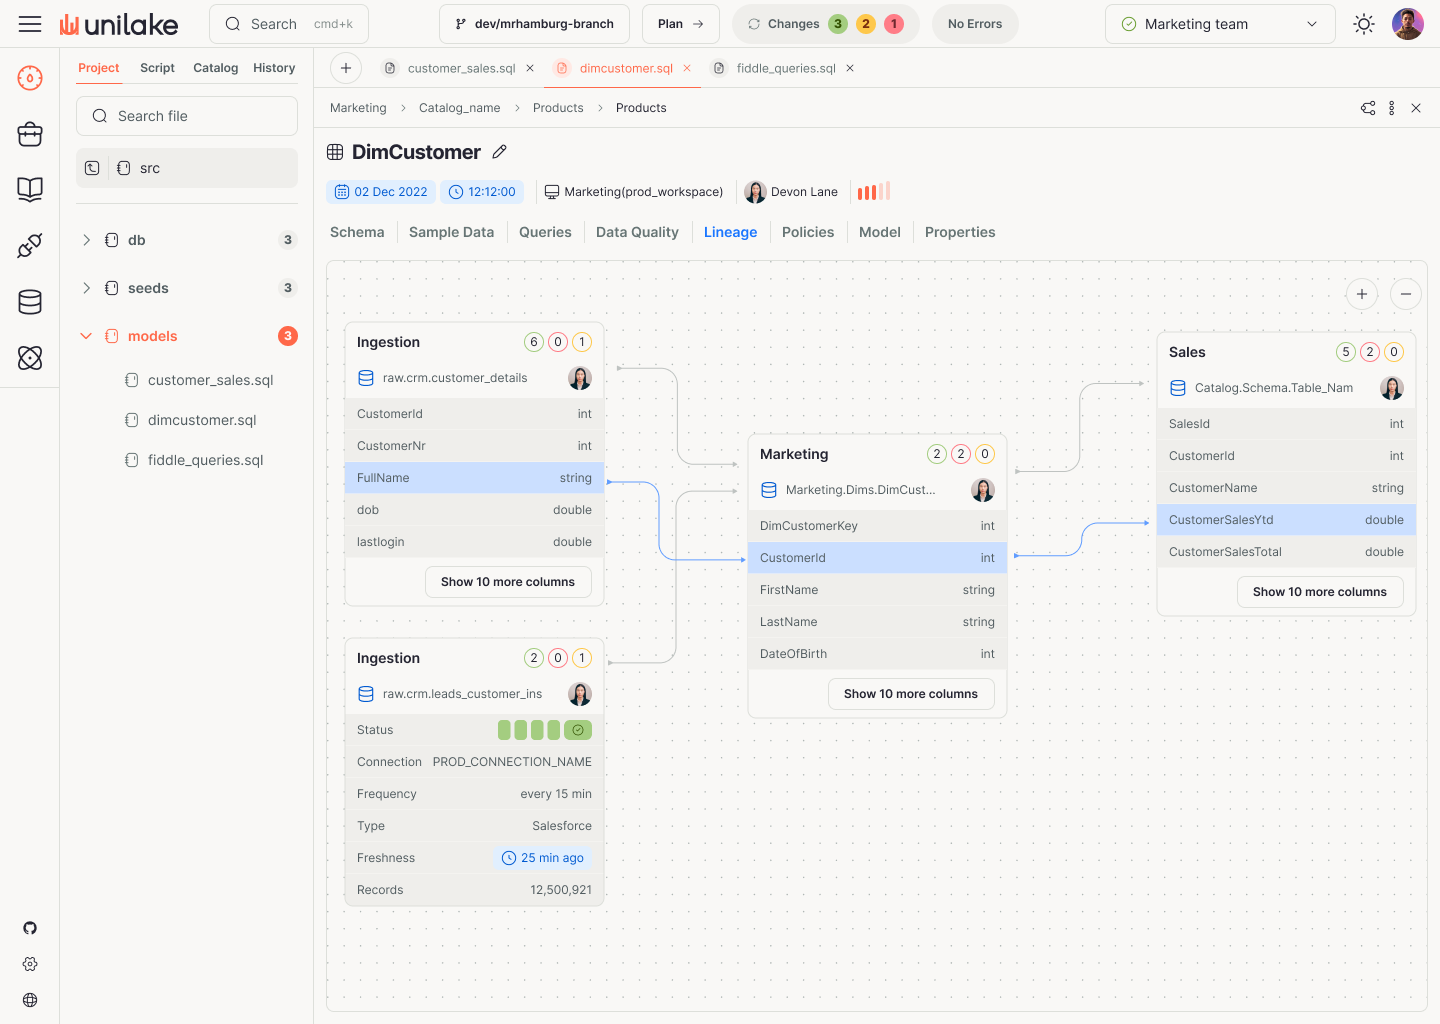 unilake
Search cmd+k
dev/mrhamburg-branch
Plan
Changes 3 2 1
No Errors
Marketing team
Project Script Catalog History
Search file
src
db 3
seeds 3
models 3
customer_sales.sql
dimcustomer.sql
fiddle_queries.sql
customer_sales.sql
dimcustomer.sql
fiddle_queries.sql
Marketing Catalog_name Products Products
DimCustomer
02 Dec 2022 12:12:00 Marketing(prod_workspace) Devon Lane
Schema Sample Data Queries Data Quality Lineage Policies Model Properties
Ingestion 6 0 1
raw.crm.customer_details
CustomerId int
CustomerNr int
FullName string
dob double
lastlogin double
Show 10 more columns
Ingestion 2 0 1
raw.crm.leads_customer_ins
Status
Connection PROD_CONNECTION_NAME
Frequency every 15 min
Type Salesforce
Freshness 25 min ago
Records 12,500,921
Marketing 2 2 0
Marketing.Dims.DimCust...
DimCustomerKey int
CustomerId int
FirstName string
LastName string
DateOfBirth int
Show 10 more columns
Sales 5 2 0
Catalog.Schema.Table_Nam
SalesId int
CustomerId int
CustomerName string
CustomerSalesYtd double
CustomerSalesTotal double
Show 10 more columns